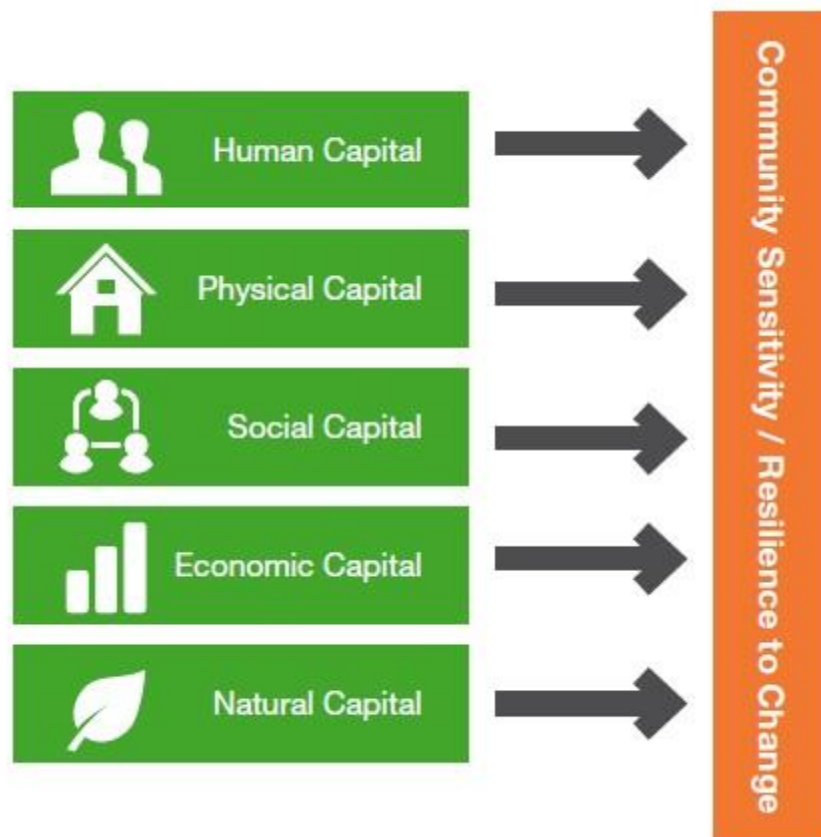 Human Capital
Physical Capital
Social Capital
Economic Capital
Natural Capital
Community Sensitivity / Resilience to Change